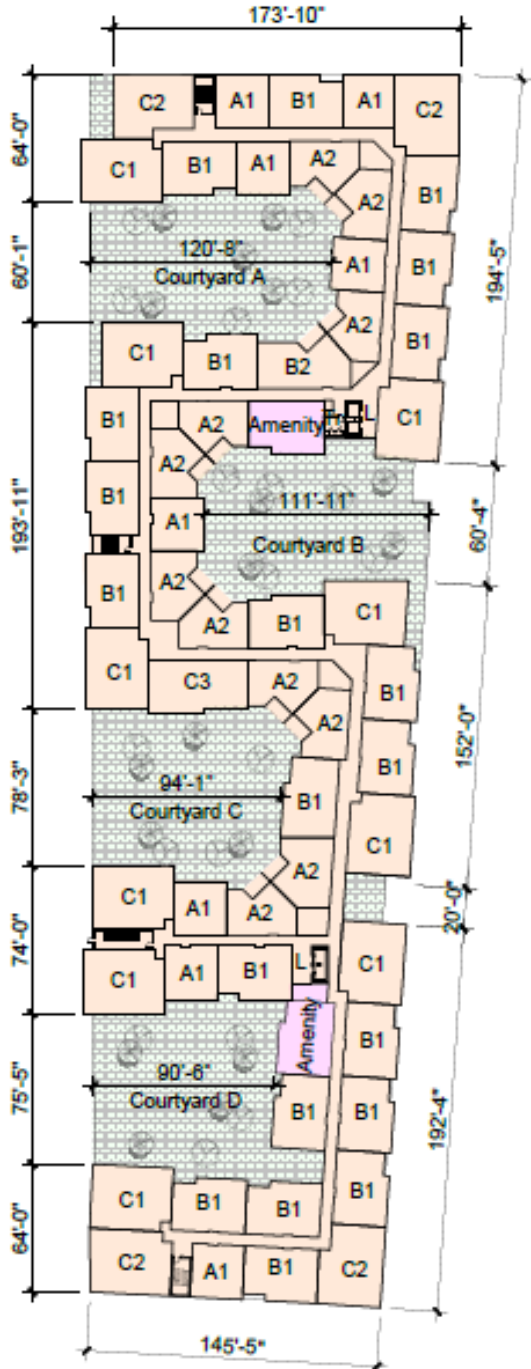 173'-10"
C2 A1 B1 A1 C2
64'-0"
C1 B1 A1 A2
A2 B1
60'-1"
120'-8"
Courtyard A
A1 B1
194'-5"
A2 B1
C1 B1 B2
C1
B1 A2 Amenity L
A2
B1
193'-11"
A1
111'-11"
Courtyard B
60'-4"
B1 A2
A2 B1 C1
C1 C3 A2 B1
A2
152'-0"
78'-3"
94'-1"
Courtyard C
B1 B1
C1
A2
C1 A1 A2
20'-0"
74'-0"
C1 A1 B1 L C1
Amenity
B1
75'-5"
90'-6"
Courtyard D
B1 B1
192'-4"
C1 B1 B1 B1
64'-0"
C2 A1 B1 C2
145'-5"